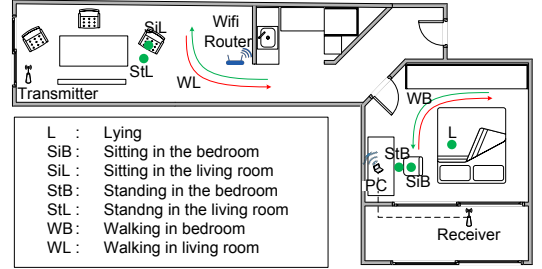 SiL
Wifi
Router
StL
WL
Transmitter
WB
L
StB
PC
SiB
Receiver
L : Lying
SiB : Sitting in the bedroom
SiL : Sitting in the living room
StB : Standing in the bedroom
StL : Standng in the living room
WB : Walking in bedroom
WL : Walking in living room